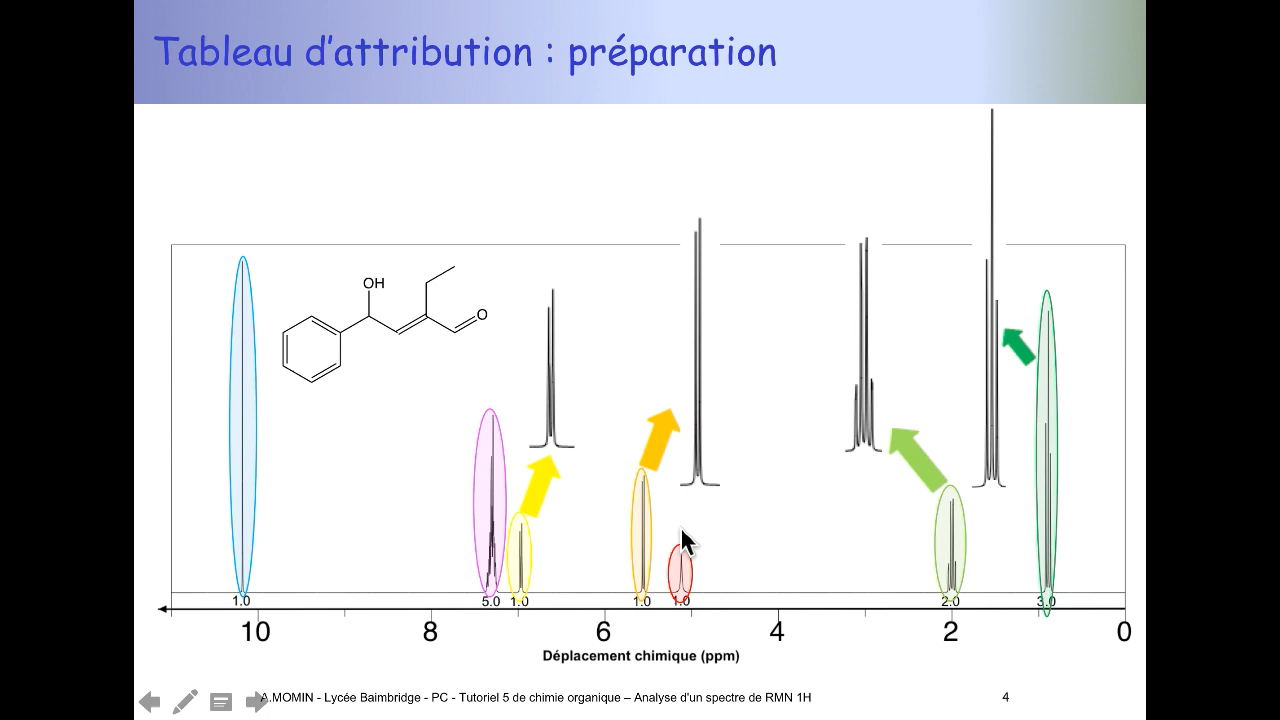 Tableau d'attribution : préparation
OH
O
1.0
5.0
1.0
1.0
1.0
2.0
3.0
10
8
6
4
2
0
Déplacement chimique (ppm)
A.MOMIN - Lycée Baimbridge - PC - Tutoriel 5 de chimie organique – Analyse d'un spectre de RMN 1H
4